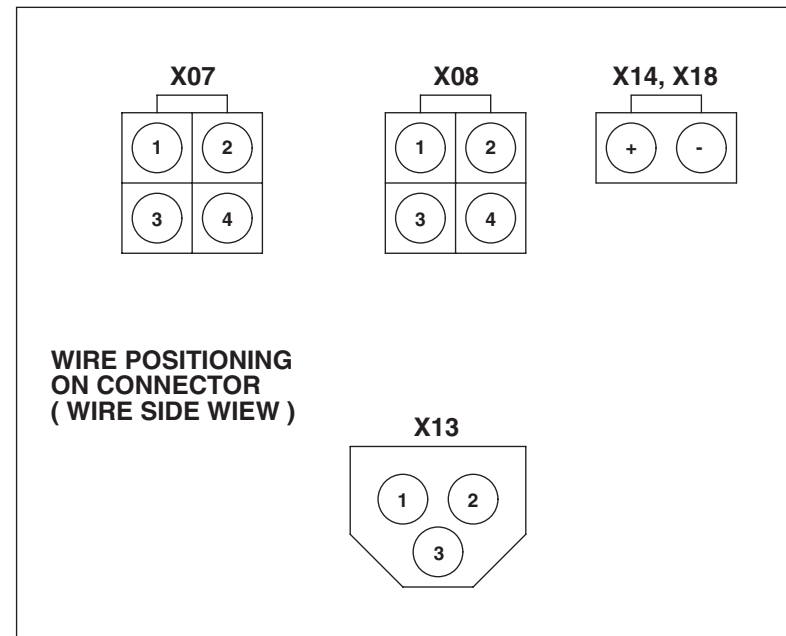 X07
X08
X14, X18
1 2
1 2
+ -
3 4
3 4
WIRE POSITIONING
ON CONNECTOR
( WIRE SIDE WIEW )
X13
1 2
3